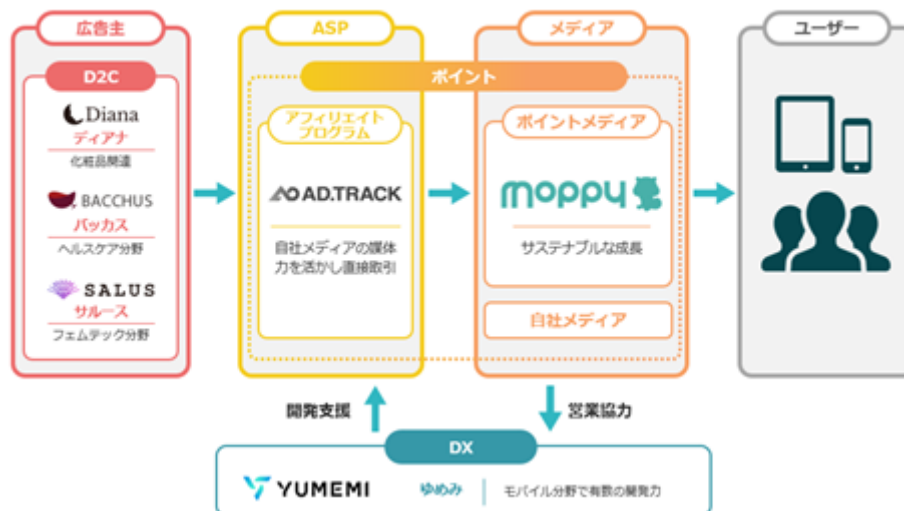 広告主
D2C
Diana
ディアナ
化粧品関連
BACCHUS
バッカス
ヘルスケア分野
SALUS
サルース
フェムテック分野
ASP
メディア
ポイント
アフィリエイト
プログラム
AD.TRACK
自社メディアの媒体
力を活かし直接取引
ポイントメディア
moppy
サステナブルな成長
自社メディア
ユーザー
開発支援
営業協力
DX
YUMEMI
ゆめみ
モバイル分野で有数の開発力